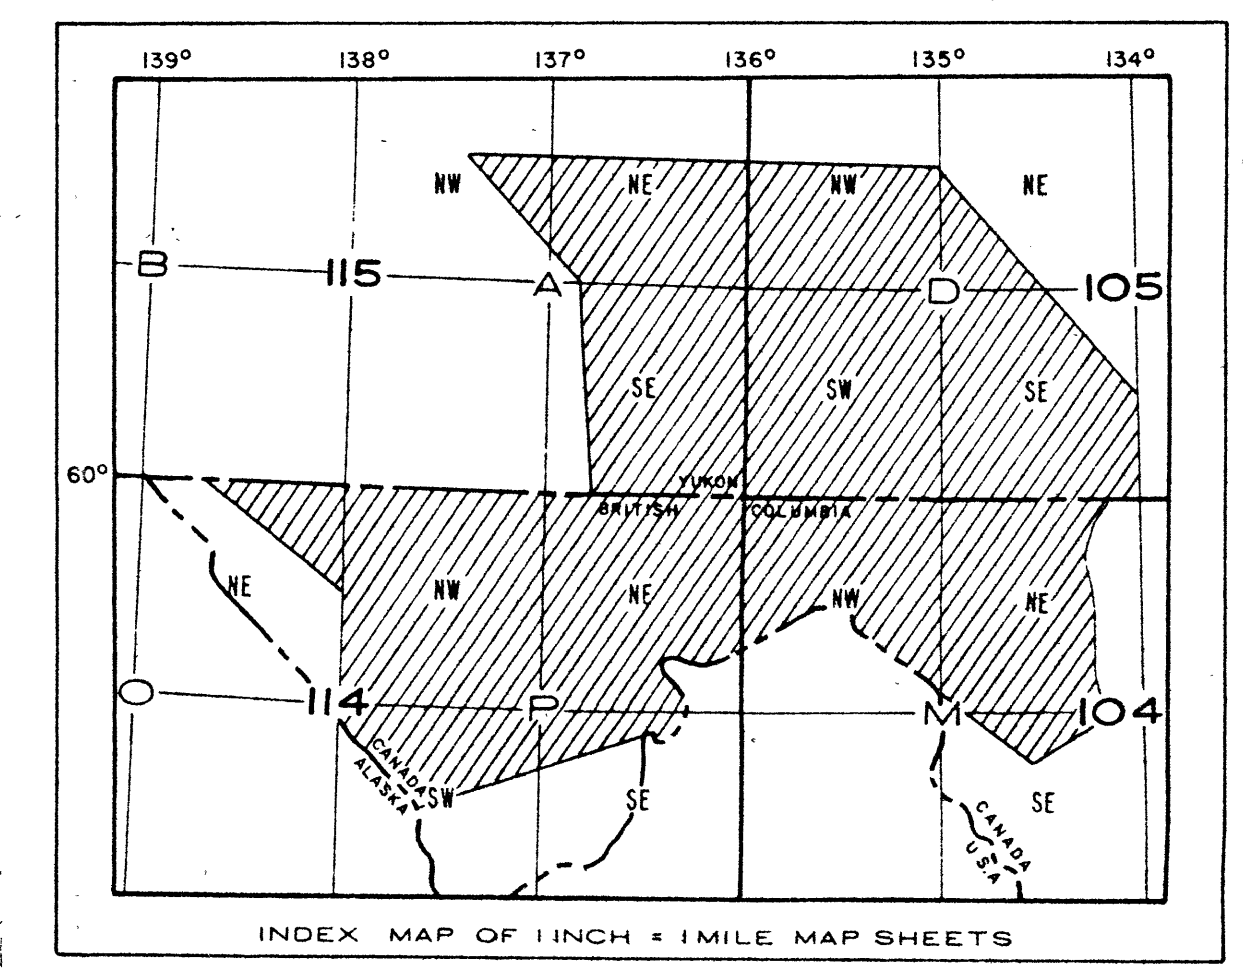 139° 138° 137° 136° 135° 134°
NW NE NW NE
B 115 A D 105
SE SW SE
60°
YUKON
BRITISH COLUMBIA
NE NW NE NW NE
O 114 P M 104
CANADA
ALASKA
SW SE SE
CANADA
U.S.A
INDEX MAP OF 1 INCH = 1 MILE MAP SHEETS